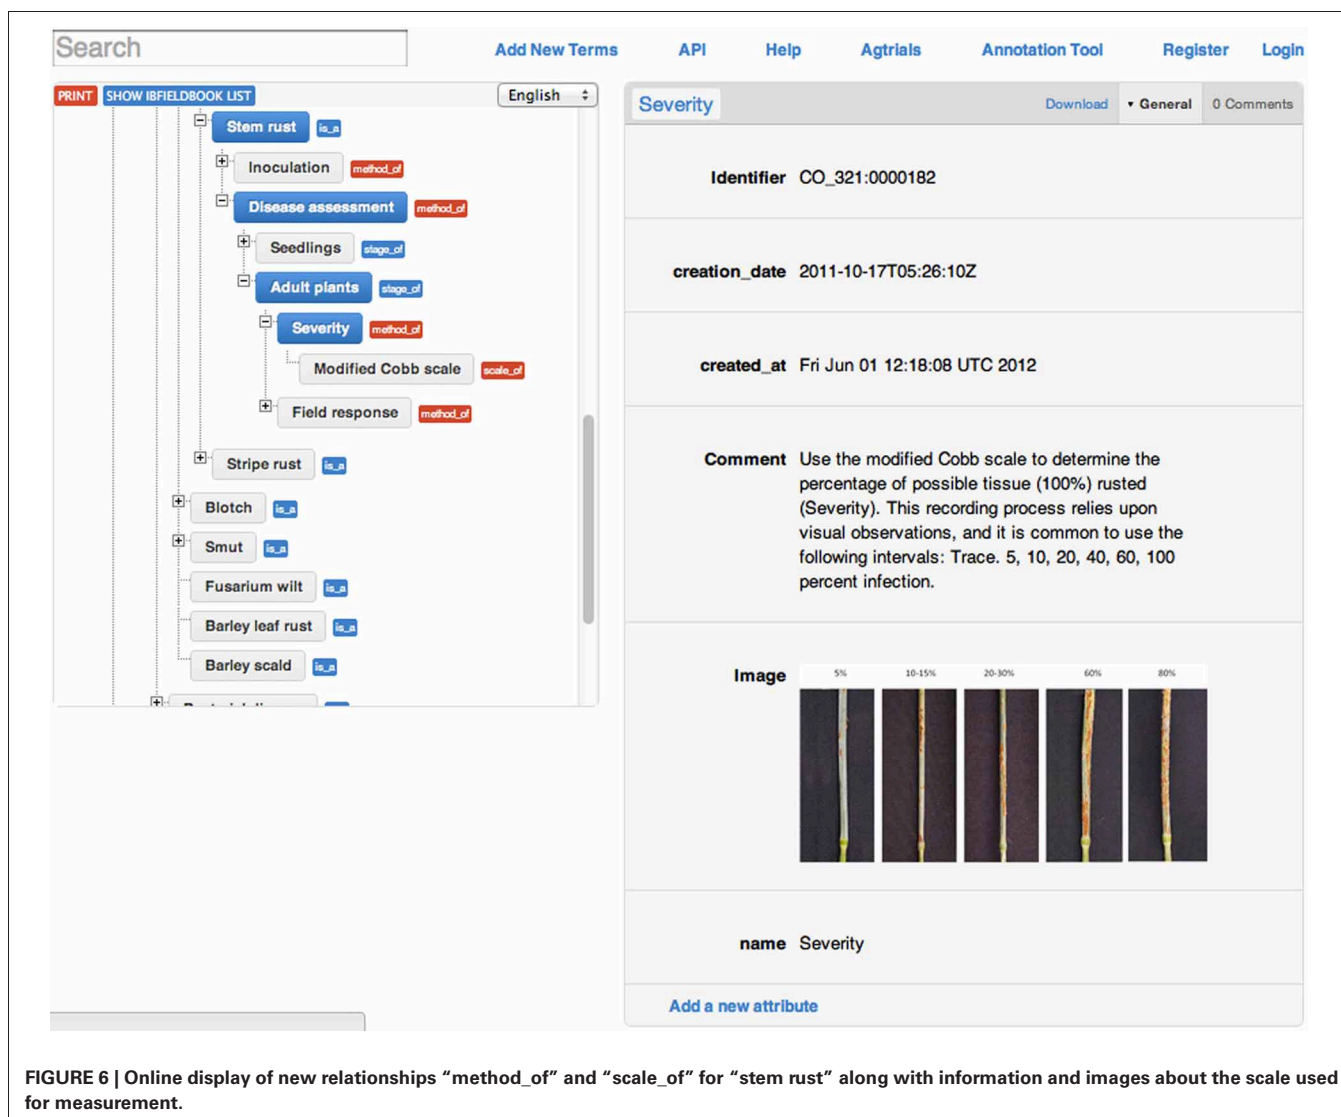 Search
Add New Terms API Help Agtrials Annotation Tool Register Login
PRINT SHOW IBFIELDBOOK LIST English
Stem rust is_a
Inoculation method_of
Disease assessment method_of
Seedlings stage_of
Adult plants stage_of
Severity method_of
Modified Cobb scale scale_of
Field response method_of
Stripe rust is_a
Blotch is_a
Smut is_a
Fusarium wilt is_a
Barley leaf rust is_a
Barley scald is_a
Severity Download General 0 Comments
Identifier CO_321:0000182
creation_date 2011-10-17T05:26:10Z
created_at Fri Jun 01 12:18:08 UTC 2012
Comment Use the modified Cobb scale to determine the
percentage of possible tissue (100%) rusted
(Severity). This recording process relies upon
visual observations, and it is common to use the
following intervals: Trace. 5, 10, 20, 40, 60, 100
percent infection.
Image 5% 10-15% 20-30% 60% 80%
name Severity
Add a new attribute
FIGURE 6 | Online display of new relationships “method_of” and “scale_of” for “stem rust” along with information and images about the scale used
for measurement.